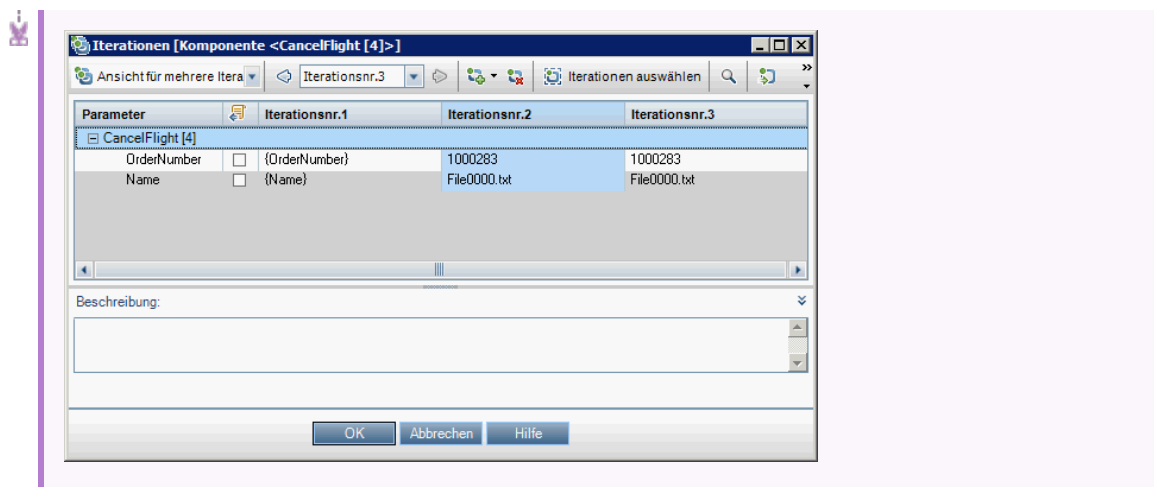 Iterationen [Komponente <CancelFlight [4]>]
Ansicht für mehrere Itera Iterationsnr.3 Iterationen auswählen
Parameter Iterationsnr.1 Iterationsnr.2 Iterationsnr.3
CancelFlight [4]
OrderNumber {OrderNumber} 1000283 1000283
Name {Name} File0000.txt File0000.txt
Beschreibung:
OK Abbrechen Hilfe